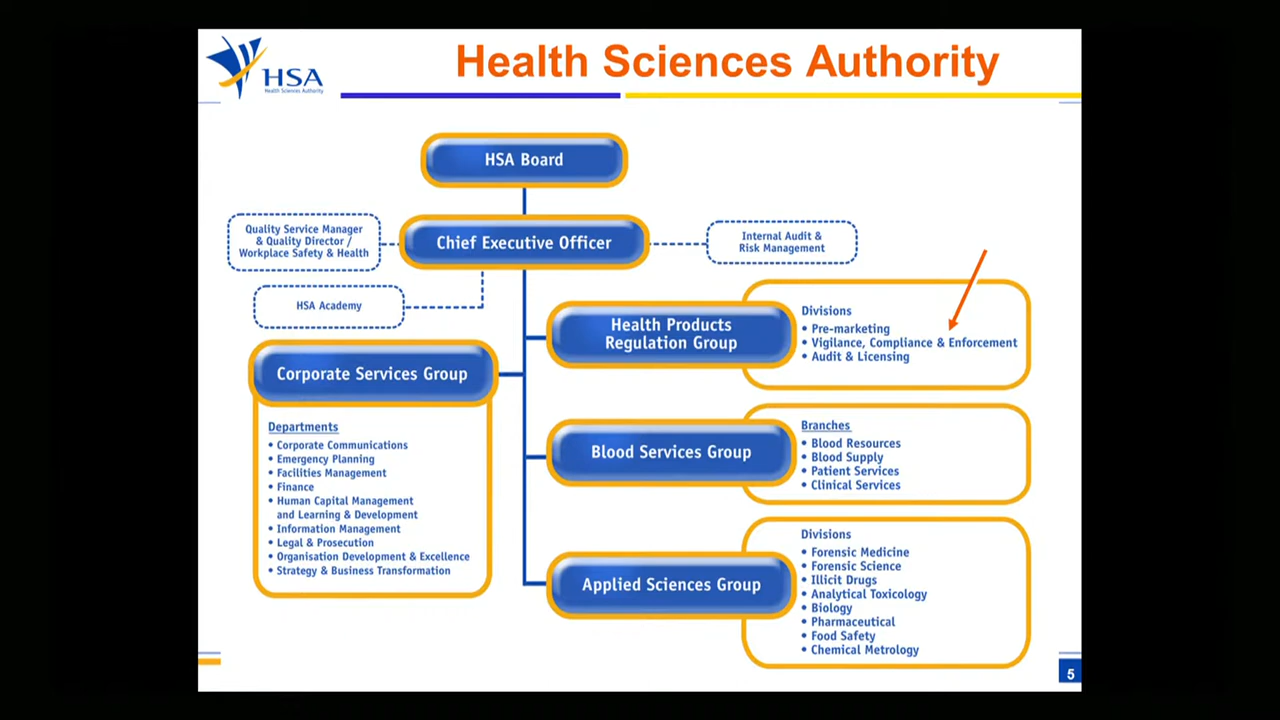 HSA
Health Sciences Authority
Health Sciences Authority
HSA Board
Quality Service Manager
& Quality Director /
Workplace Safety & Health
Chief Executive Officer
Internal Audit &
Risk Management
HSA Academy
Health Products
Regulation Group
Divisions
• Pre-marketing
• Vigilance, Compliance & Enforcement
• Audit & Licensing
Corporate Services Group
Departments
• Corporate Communications
• Emergency Planning
• Facilities Management
• Finance
• Human Capital Management
and Learning & Development
• Information Management
• Legal & Prosecution
• Organisation Development & Excellence
• Strategy & Business Transformation
Blood Services Group
Branches
• Blood Resources
• Blood Supply
• Patient Services
• Clinical Services
Applied Sciences Group
Divisions
• Forensic Medicine
• Forensic Science
• Illicit Drugs
• Analytical Toxicology
• Biology
• Pharmaceutical
• Food Safety
• Chemical Metrology
5